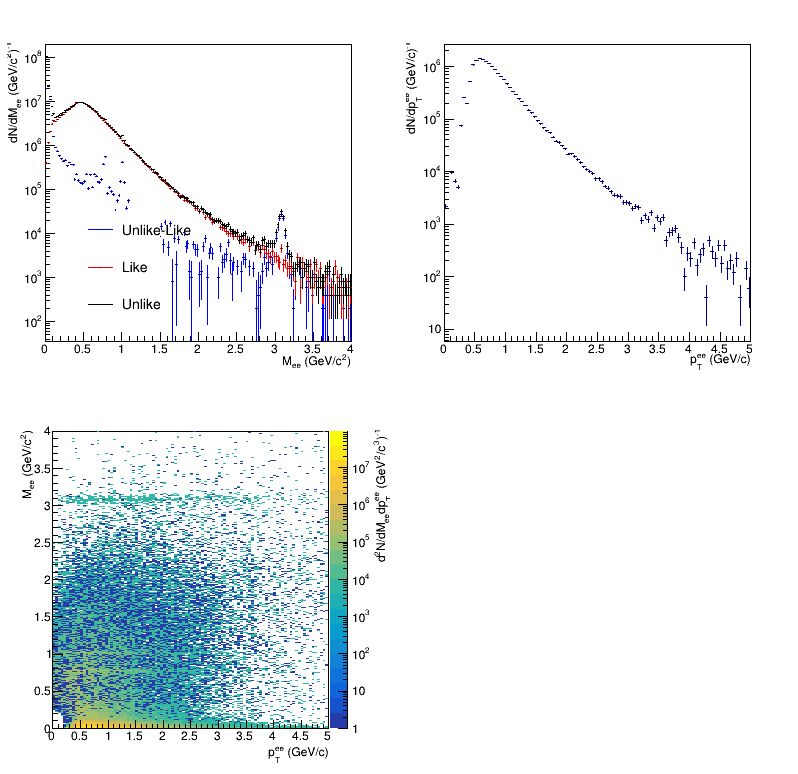 dN/dM_ee (GeV/c²)⁻¹
10⁸
10⁷
10⁶
10⁵
10⁴
10³
10²
Unlike-Like
Like
Unlike
0 0.5 1 1.5 2 2.5 3 3.5 4
M_ee (GeV/c²)
dN/dp_T^ee (GeV/c)⁻¹
10⁶
10⁵
10⁴
10³
10²
10
0 0.5 1 1.5 2 2.5 3 3.5 4 4.5 5
p_T^ee (GeV/c)
M_ee (GeV/c²)
4
3.5
3
2.5
2
1.5
1
0.5
0
0 0.5 1 1.5 2 2.5 3 3.5 4 4.5 5
p_T^ee (GeV/c)
10⁷
10⁶
10⁵
10⁴
10³
10²
10
1
d²N/dM_ee dp_T^ee (GeV²/c³)⁻¹